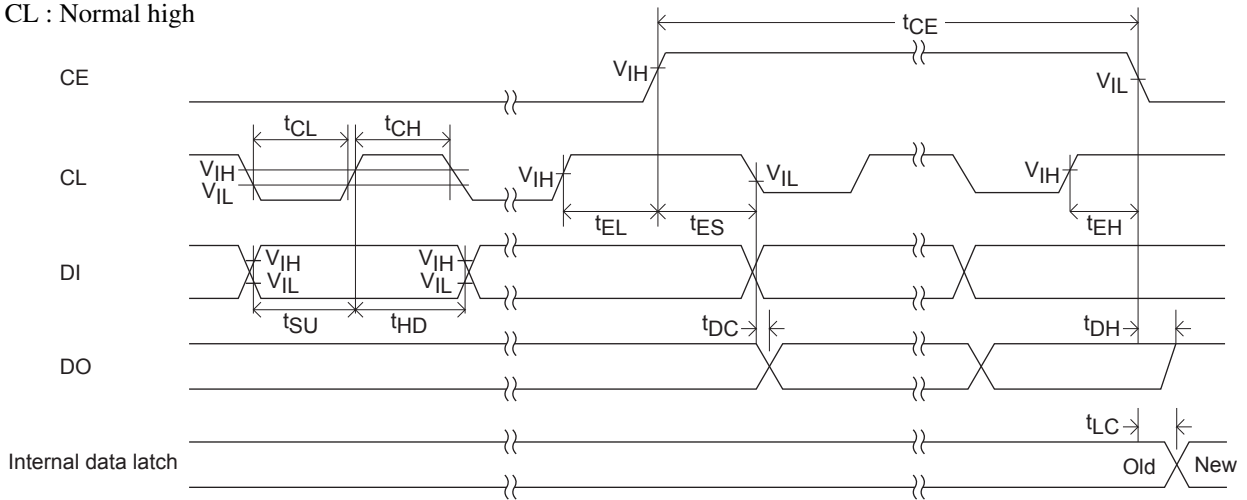 CL : Normal high
tCE
CE
VIH
VIL
tCL
tCH
CL
VIH
VIL
VIH
VIL
VIH
tEL
tES
tEH
DI
VIH
VIL
VIH
VIL
tSU
tHD
tDC
tDH
DO
tLC
Internal data latch
Old
New